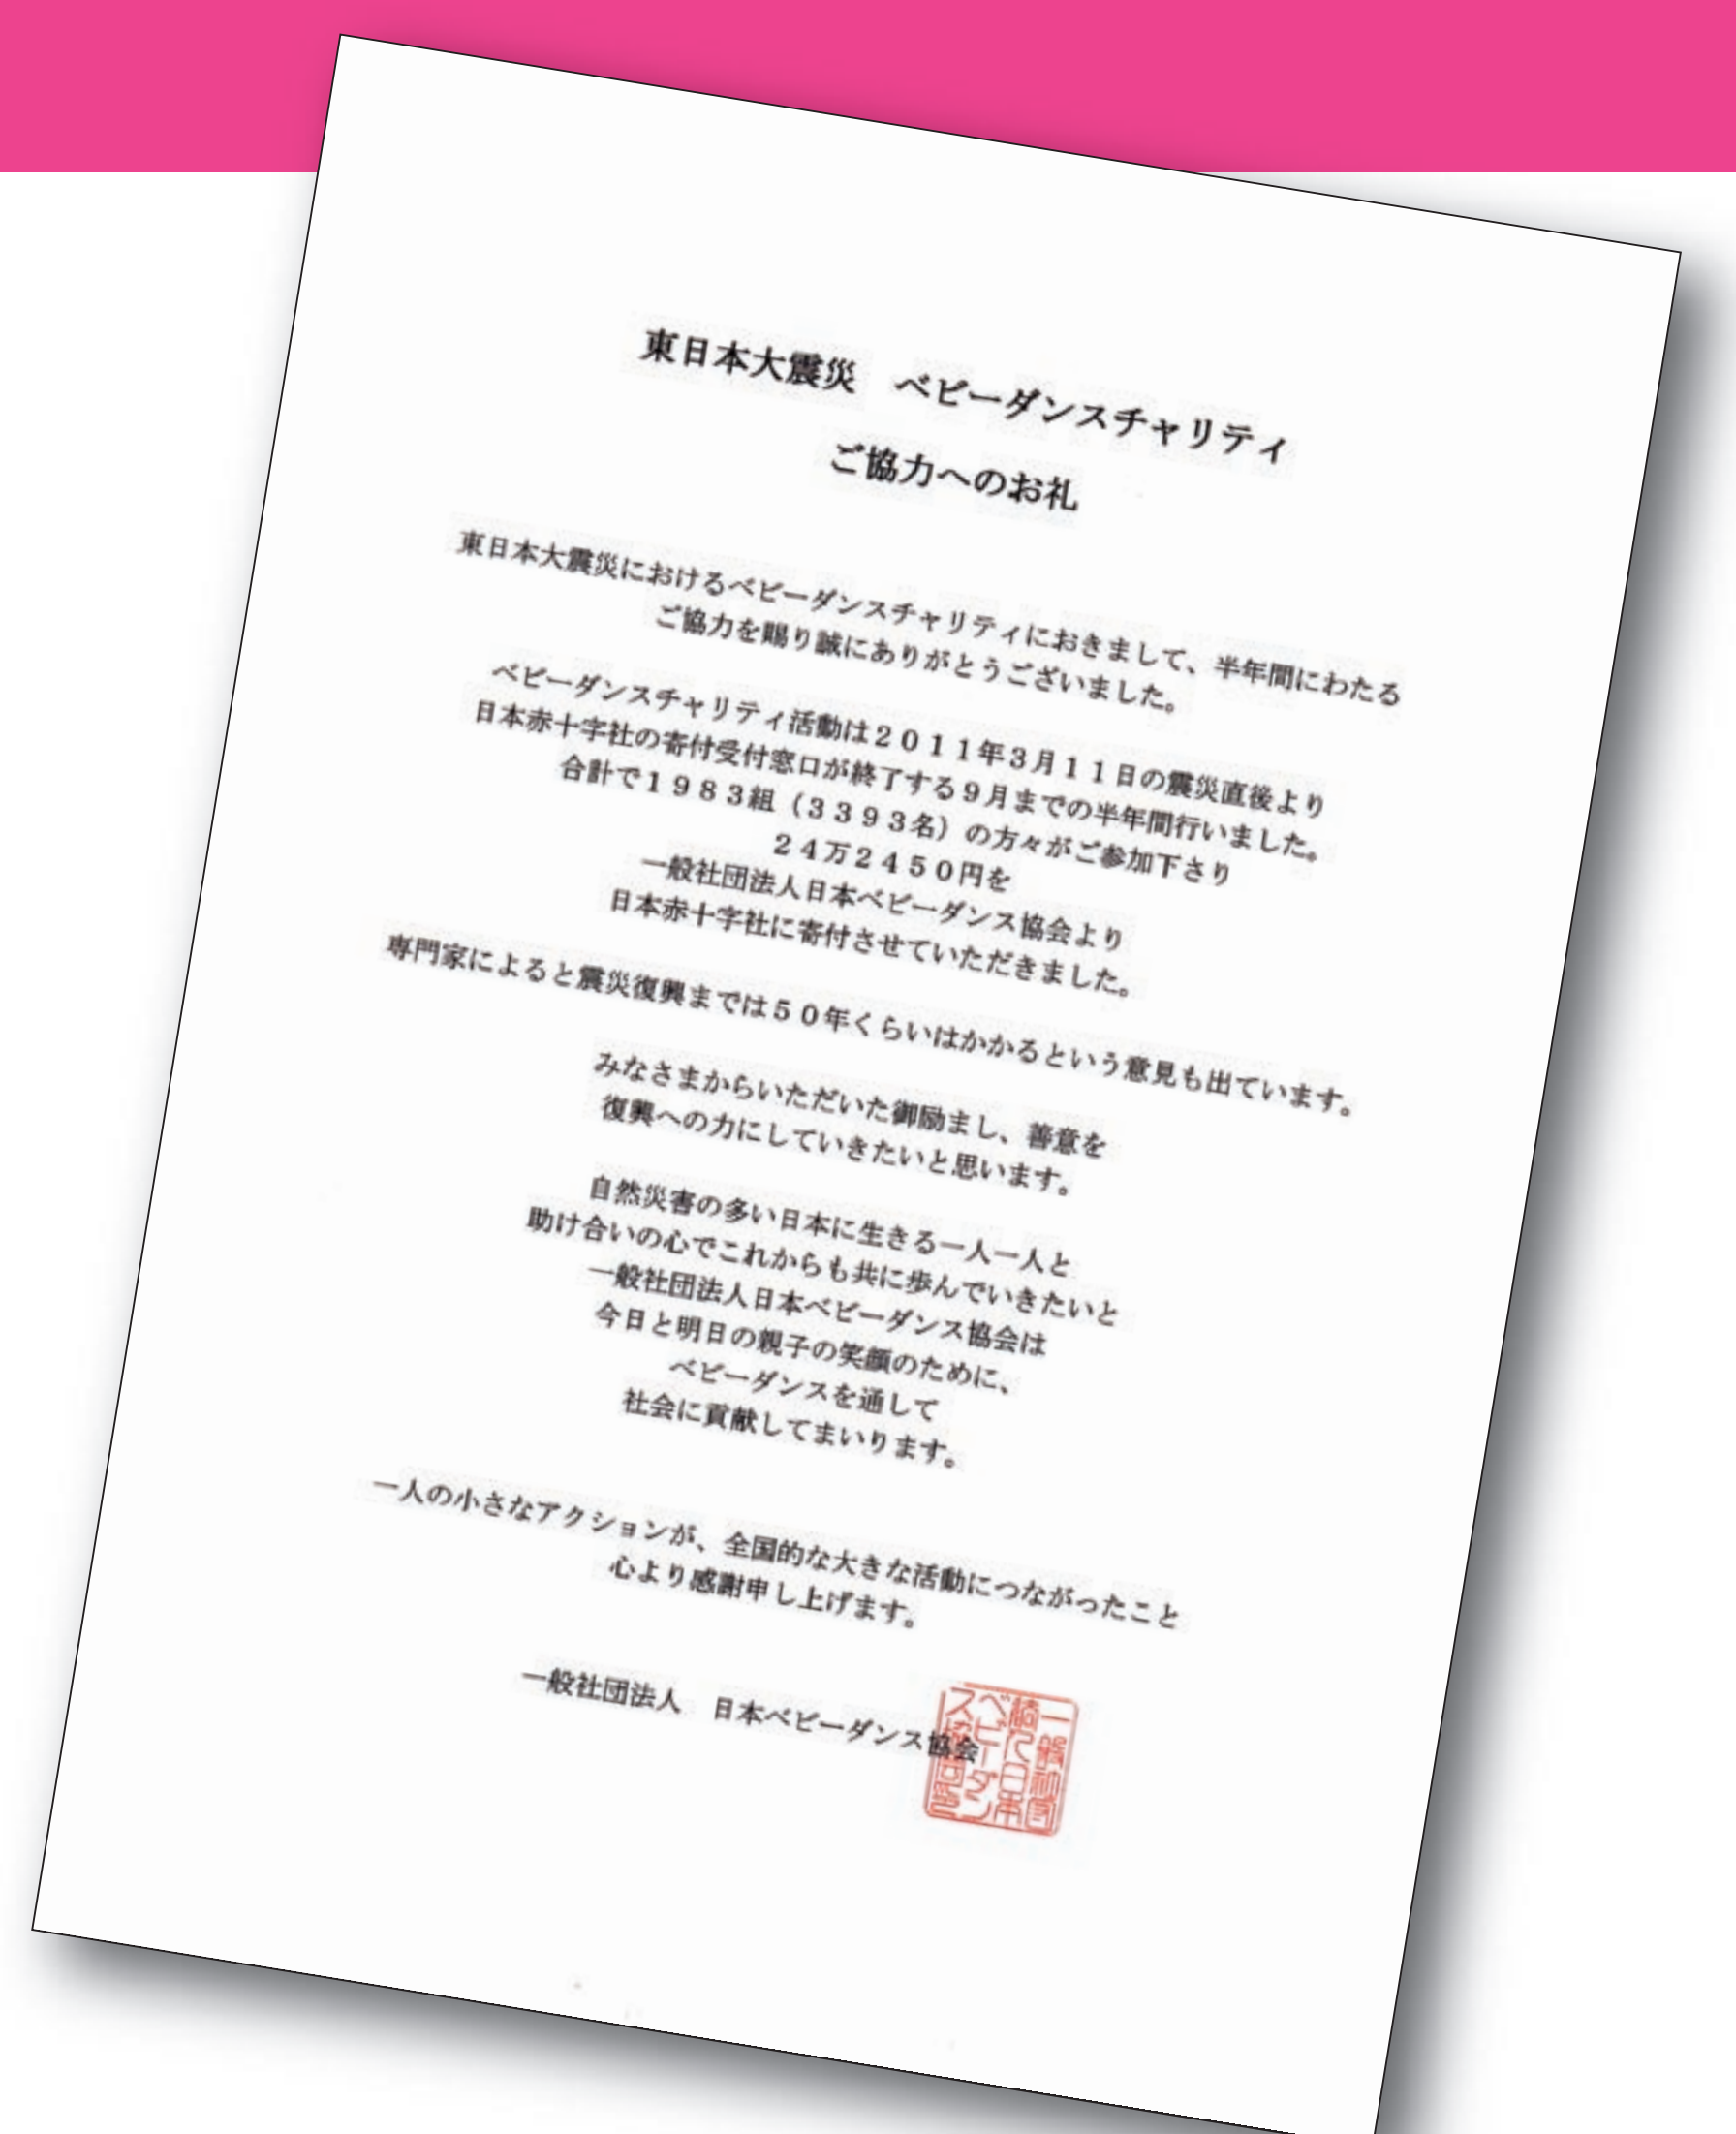 東日本大震災　ベビーダンスチャリティ
ご協力へのお礼
東日本大震災におけるベビーダンスチャリティにおきまして、半年間にわたる
ご協力を賜り誠にありがとうございました。
ベビーダンスチャリティ活動は２０１１年３月１１日の震災直後より
日本赤十字社の寄付受付窓口が終了する９月までの半年間行いました。
合計で１９８３組（３３９３名）の方々がご参加下さり
２４万２４５０円を
一般社団法人日本ベビーダンス協会より
日本赤十字社に寄付させていただきました。
専門家によると震災復興までは５０年くらいはかかるという意見も出ています。
みなさまからいただいた御励まし、善意を
復興への力にしていきたいと思います。
自然災害の多い日本に生きる一人一人と
助け合いの心でこれからも共に歩んでいきたいと
一般社団法人日本ベビーダンス協会は
今日と明日の親子の笑顔のために、
ベビーダンスを通して
社会に貢献してまいります。
一人の小さなアクションが、全国的な大きな活動につながったこと
心より感謝申し上げます。
一般社団法人　日本ベビーダンス協会
一般社団
法人日本
ベビーダン
ス協会